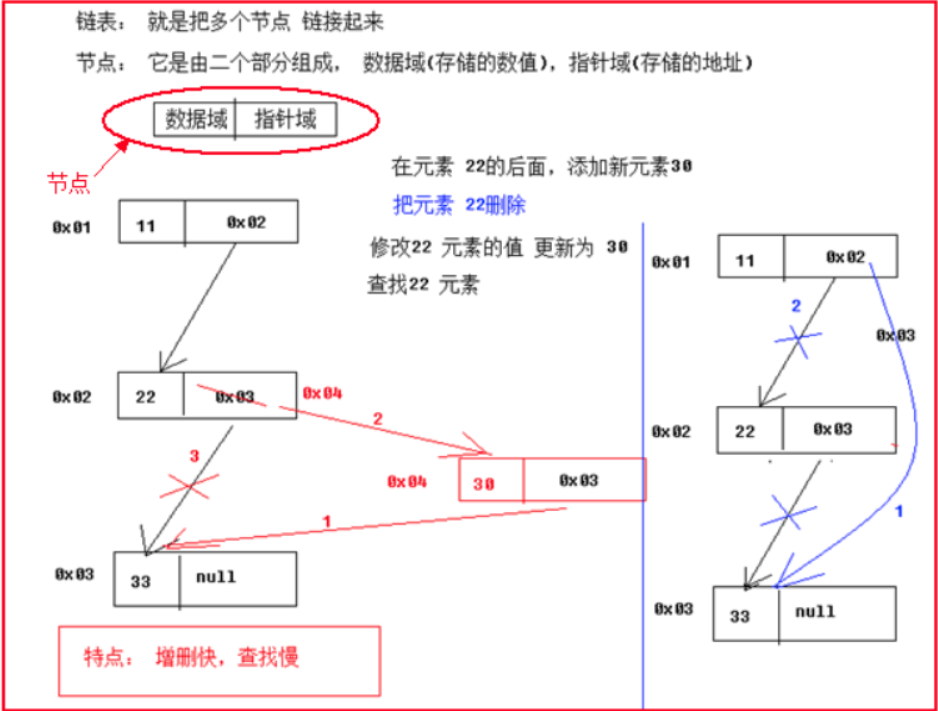 链表： 就是把多个节点 链接起来
节点： 它是由二个部分组成， 数据域(存储的数值)，指针域(存储的地址)
数据域 指针域
节点
在元素 22的后面，添加新元素30
把元素 22删除
修改22 元素的值 更新为 30
查找22 元素
0x01 11 0x02
0x02 22 0x03 0x04
2
3
0x04 30 0x03
1
0x03 33 null
特点： 增删快，查找慢
0x01 11 0x02
2
0x03
0x02 22 0x03
1
0x03 33 null